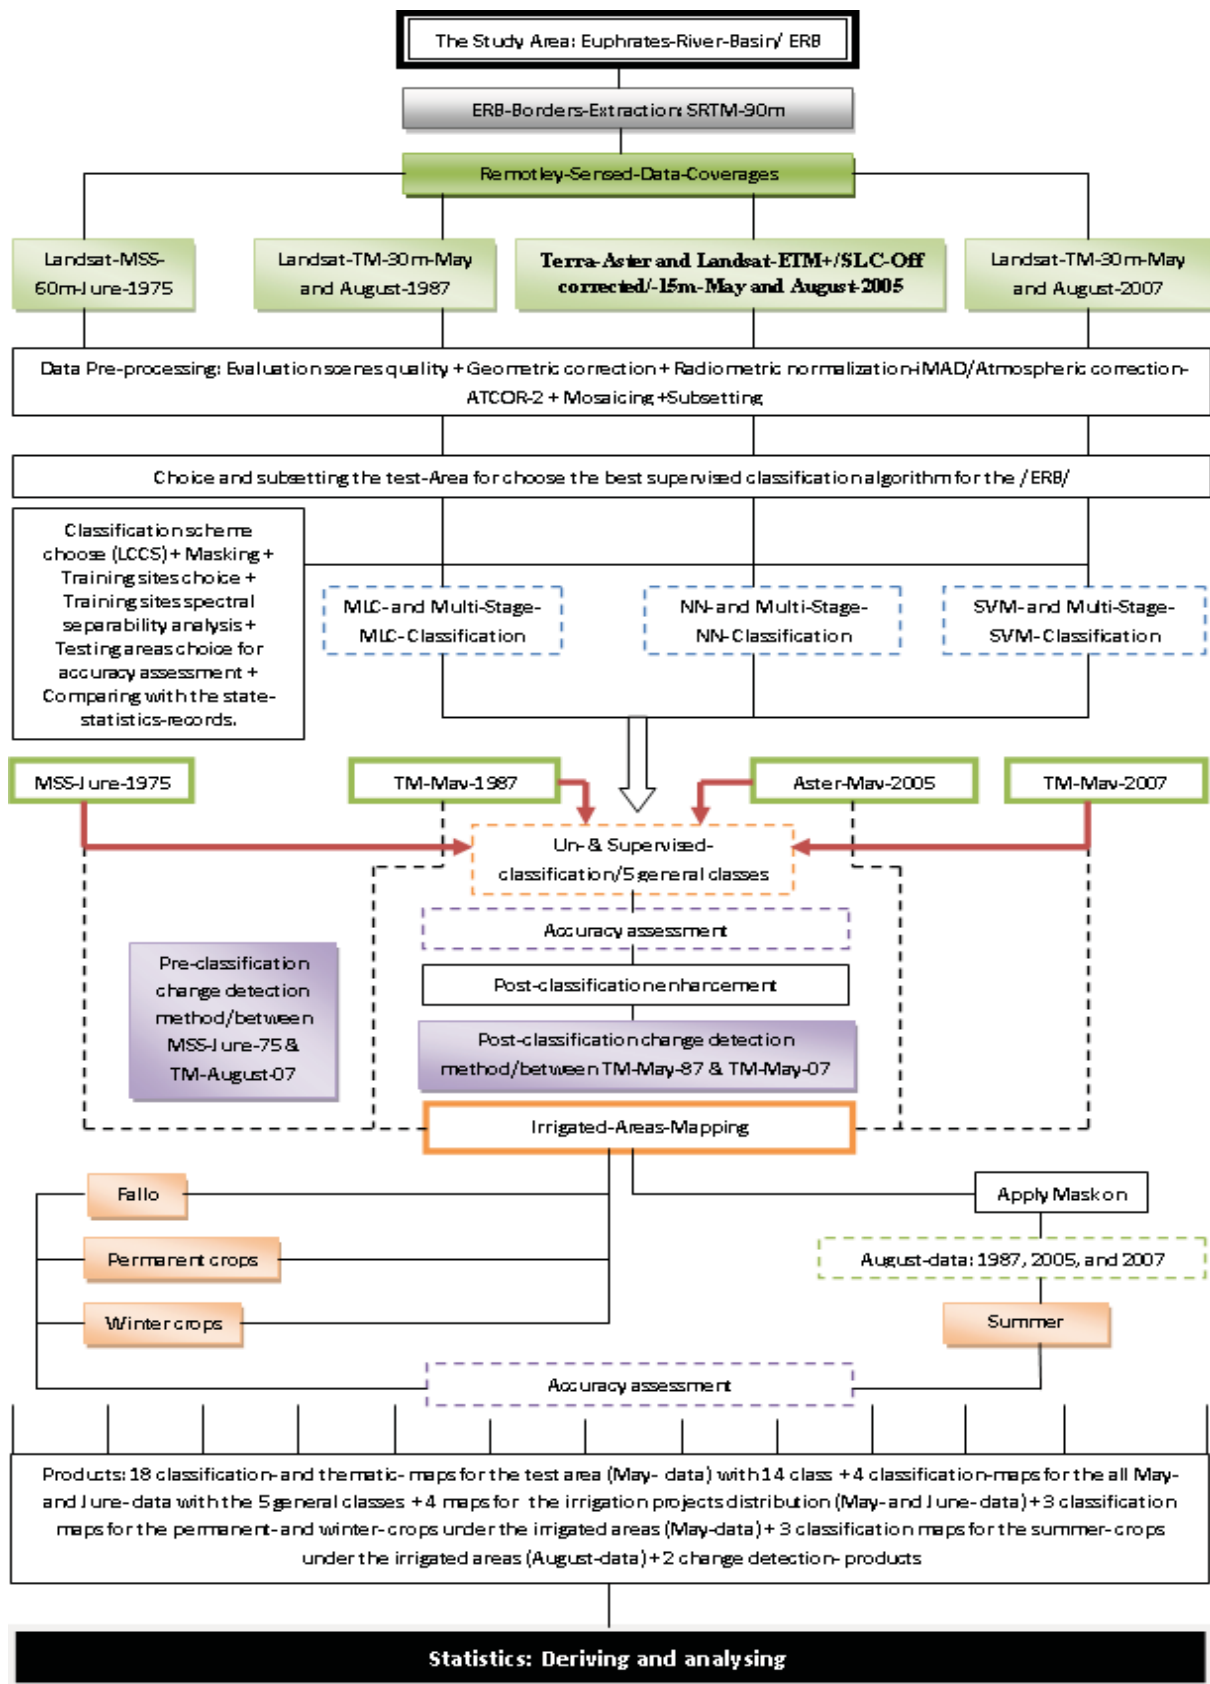 The Study Area: Euphrates-River-Basin/ ERB
ERB-Borders-Extraction: SRTM-90m
Remotley-Sensed-Data-Coverages
Landsat-MSS-
60m-June-1975
Landsat-TM-30m-May
and August-1987
Terra-Aster and Landsat-ETM+/SLC-Off
corrected/-15m-May and August-2005
Landsat-TM-30m-May
and August-2007
Data Pre-processing: Evaluation scenes quality + Geometric correction + Radiometric normalization-iMAD/Atmospheric correction-
ATCOR-2 + Mosaicing +Subsetting
Choice and subsetting the test-Area for choose the best supervised classification algorithm for the /ERB/
Classification scheme
choose (LCCS) + Masking +
Training sites choice +
Training sites spectral
separability analysis +
Testing areas choice for
accuracy assessment +
Comparing with the state-
statistics-records.
MLC- and Multi-Stage-
MLC- Classification
NN- and Multi-Stage-
NN- Classification
SVM- and Multi-Stage-
SVM- Classification
MSS-June-1975
TM-May-1987
Aster-May-2005
TM-May-2007
Un- & Supervised-
classification/5 general classes
Accuracy assessment
Post-classification enhancement
Pre-classification
change detection
method/between
MSS-June-75 &
TM-August-07
Post-classification change detection
method/between TM-May-87 & TM-May-07
Irrigated-Areas-Mapping
Fallo
Apply Mask on
Permanent crops
August-data: 1987, 2005, and 2007
Winter crops
Summer
Accuracy assessment
Products: 18 classification- and thematic- maps for the test area (May- data) with 14 class + 4 classification-maps for the all May-
and June- data with the 5 general classes + 4 maps for the irrigation projects distribution (May- and June- data) + 3 classification
maps for the permanent- and winter- crops under the irrigated areas (May-data) + 3 classification maps for the summer- crops
under the irrigated areas (August-data) + 2 change detection- products
Statistics: Deriving and analysing